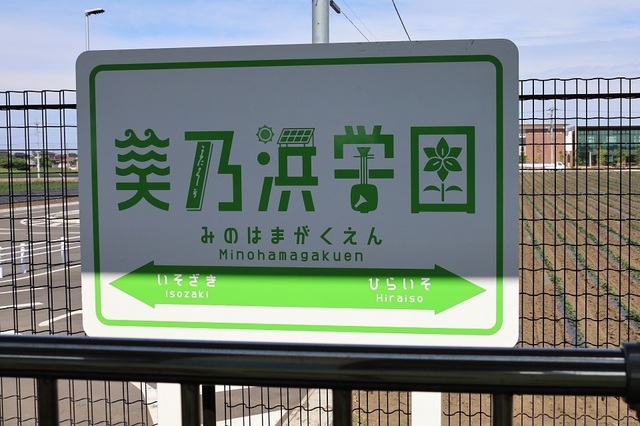 美乃浜学園
みのはまがくえん
Minohamagakuen
いそざき ひらいそ
Isozaki Hiraiso